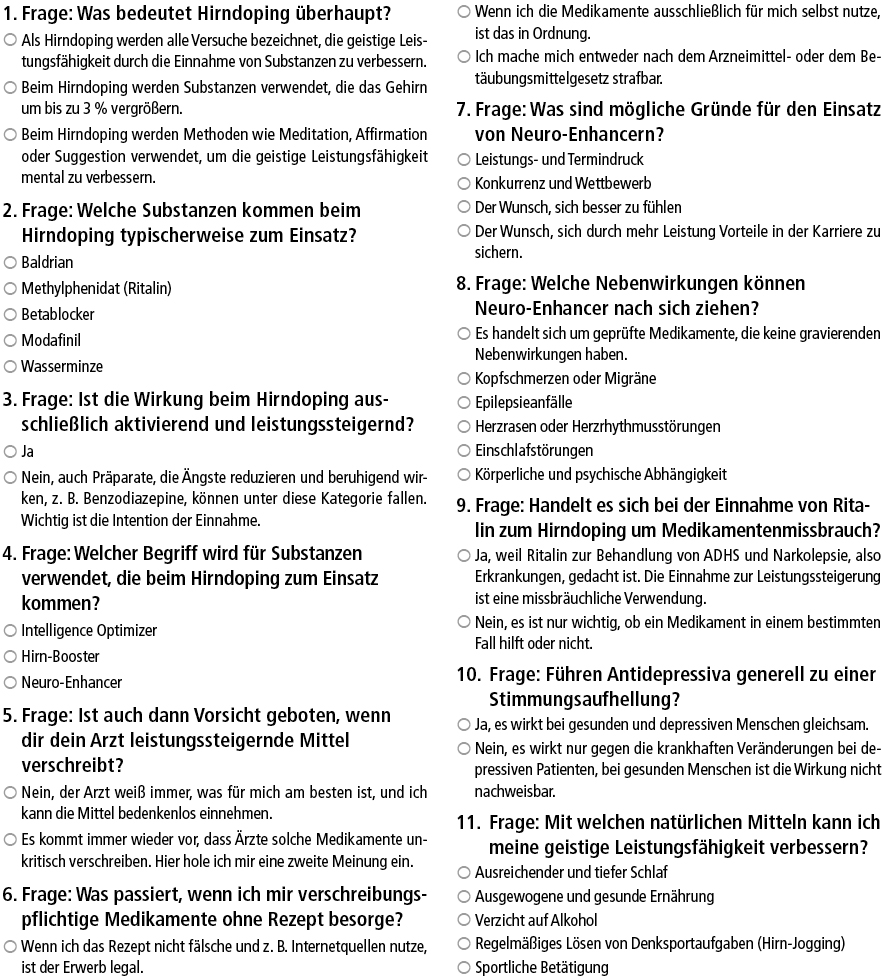 1. Frage: Was bedeutet Hirndoping überhaupt?
Als Hirndoping werden alle Versuche bezeichnet, die geistige Leis-
tungsfähigkeit durch die Einnahme von Substanzen zu verbessern.
Beim Hirndoping werden Substanzen verwendet, die das Gehirn
um bis zu 3 % vergrößern.
Beim Hirndoping werden Methoden wie Meditation, Affirmation
oder Suggestion verwendet, um die geistige Leistungsfähigkeit
mental zu verbessern.
2. Frage: Welche Substanzen kommen beim
Hirndoping typischerweise zum Einsatz?
Baldrian
Methylphenidat (Ritalin)
Betablocker
Modafinil
Wasserminze
3. Frage: Ist die Wirkung beim Hirndoping aus-
schließlich aktivierend und leistungssteigernd?
Ja
Nein, auch Präparate, die Ängste reduzieren und beruhigend wir-
ken, z. B. Benzodiazepine, können unter diese Kategorie fallen.
Wichtig ist die Intention der Einnahme.
4. Frage: Welcher Begriff wird für Substanzen
verwendet, die beim Hirndoping zum Einsatz
kommen?
Intelligence Optimizer
Hirn-Booster
Neuro-Enhancer
5. Frage: Ist auch dann Vorsicht geboten, wenn
dir dein Arzt leistungssteigernde Mittel
verschreibt?
Nein, der Arzt weiß immer, was für mich am besten ist, und ich
kann die Mittel bedenkenlos einnehmen.
Es kommt immer wieder vor, dass Ärzte solche Medikamente un-
kritisch verschreiben. Hier hole ich mir eine zweite Meinung ein.
6. Frage: Was passiert, wenn ich mir verschreibungs-
pflichtige Medikamente ohne Rezept besorge?
Wenn ich das Rezept nicht fälsche und z. B. Internetquellen nutze,
ist der Erwerb legal.
Wenn ich die Medikamente ausschließlich für mich selbst nutze,
ist das in Ordnung.
Ich mache mich entweder nach dem Arzneimittel- oder dem Be-
täubungsmittelgesetz strafbar.
7. Frage: Was sind mögliche Gründe für den Einsatz
von Neuro-Enhancern?
Leistungs- und Termindruck
Konkurrenz und Wettbewerb
Der Wunsch, sich besser zu fühlen
Der Wunsch, sich durch mehr Leistung Vorteile in der Karriere zu
sichern.
8. Frage: Welche Nebenwirkungen können
Neuro-Enhancer nach sich ziehen?
Es handelt sich um geprüfte Medikamente, die keine gravierenden
Nebenwirkungen haben.
Kopfschmerzen oder Migräne
Epilepsieanfälle
Herzrasen oder Herzrhythmusstörungen
Einschlafstörungen
Körperliche und psychische Abhängigkeit
9. Frage: Handelt es sich bei der Einnahme von Rita-
lin zum Hirndoping um Medikamentenmissbrauch?
Ja, weil Ritalin zur Behandlung von ADHS und Narkolepsie, also
Erkrankungen, gedacht ist. Die Einnahme zur Leistungssteigerung
ist eine missbräuchliche Verwendung.
Nein, es ist nur wichtig, ob ein Medikament in einem bestimmten
Fall hilft oder nicht.
10. Frage: Führen Antidepressiva generell zu einer
Stimmungsaufhellung?
Ja, es wirkt bei gesunden und depressiven Menschen gleichsam.
Nein, es wirkt nur gegen die krankhaften Veränderungen bei de-
pressiven Patienten, bei gesunden Menschen ist die Wirkung nicht
nachweisbar.
11. Frage: Mit welchen natürlichen Mitteln kann ich
meine geistige Leistungsfähigkeit verbessern?
Ausreichender und tiefer Schlaf
Ausgewogene und gesunde Ernährung
Verzicht auf Alkohol
Regelmäßiges Lösen von Denksportaufgaben (Hirn-Jogging)
Sportliche Betätigung